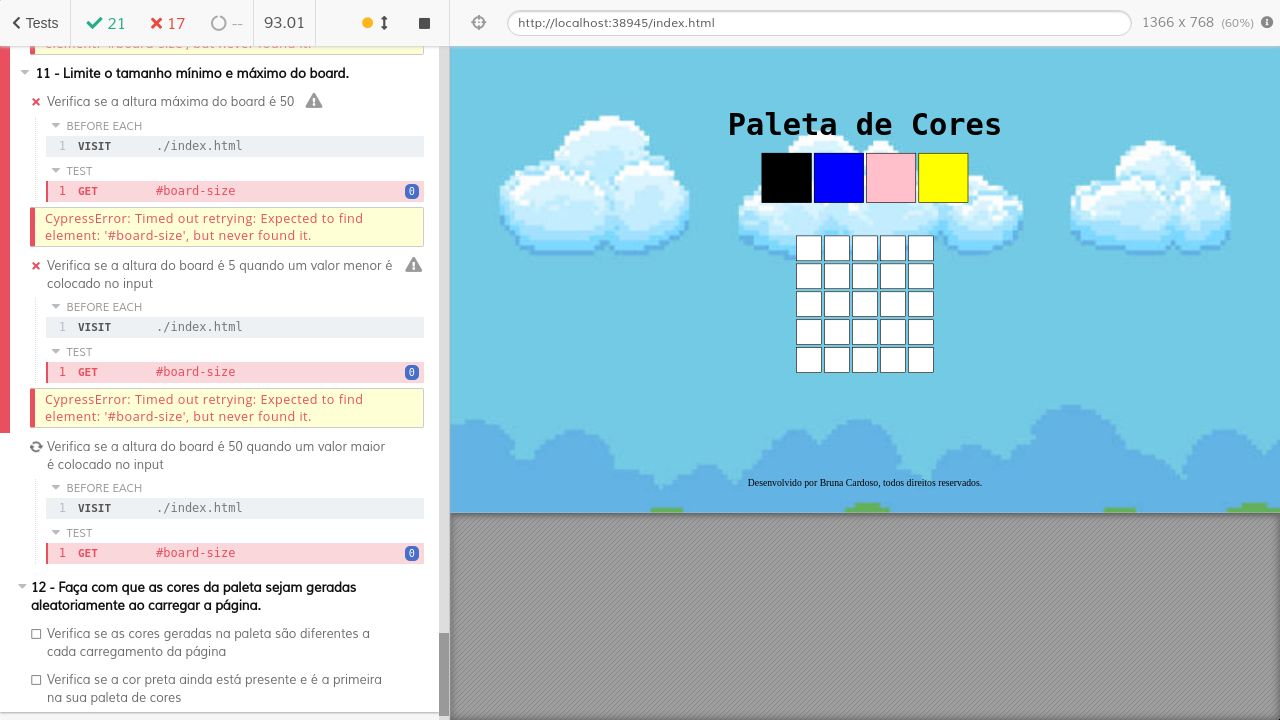 Tests 21 17 -- 93.01
http://localhost:38945/index.html 1366 x 768 (60%)
element: '#board-size', but never found it.
11 - Limite o tamanho mínimo e máximo do board.
Verifica se a altura máxima do board é 50
BEFORE EACH
1 VISIT ./index.html
TEST
1 GET #board-size 0
CypressError: Timed out retrying: Expected to find
element: '#board-size', but never found it.
Verifica se a altura do board é 5 quando um valor menor é
colocado no input
BEFORE EACH
1 VISIT ./index.html
TEST
1 GET #board-size 0
CypressError: Timed out retrying: Expected to find
element: '#board-size', but never found it.
Verifica se a altura do board é 50 quando um valor maior
é colocado no input
BEFORE EACH
1 VISIT ./index.html
TEST
1 GET #board-size 0
12 - Faça com que as cores da paleta sejam geradas
aleatoriamente ao carregar a página.
Verifica se as cores geradas na paleta são diferentes a
cada carregamento da página
Verifica se a cor preta ainda está presente e é a primeira
na sua paleta de cores
Paleta de Cores
Desenvolvido por Bruna Cardoso, todos direitos reservados.